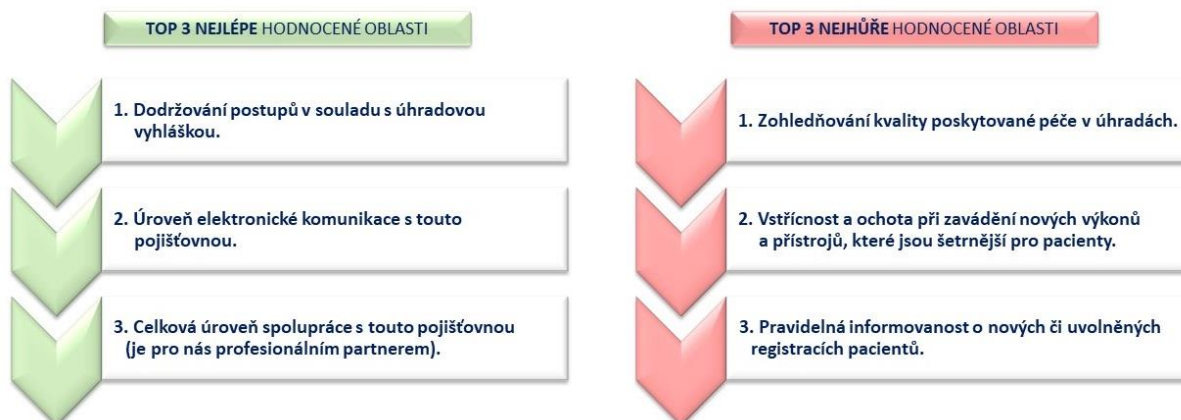 TOP 3 NEJLÉPE HODNOCENÉ OBLASTI
1. Dodržování postupů v souladu s úhradovou
vyhláškou.
2. Úroveň elektronické komunikace s touto
pojišťovnou.
3. Celková úroveň spolupráce s touto pojišťovnou
(je pro nás profesionálním partnerem).
TOP 3 NEJHŮŘE HODNOCENÉ OBLASTI
1. Zohledňování kvality poskytované péče v úhradách.
2. Vstřícnost a ochota při zavádění nových výkonů
a přístrojů, které jsou šetrnější pro pacienty.
3. Pravidelná informovanost o nových či uvolněných
registracích pacientů.